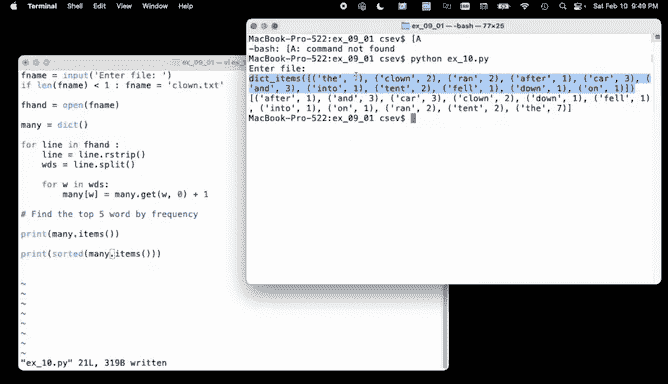 Terminal Shell Edit View Window Help
Sat Feb 10 9:49 PM
ex_09_01 — -bash — 77×25
MacBook-Pro-522:ex_09_01 csev$ [A
-bash: [A: command not found
MacBook-Pro-522:ex_09_01 csev$ python ex_10.py
Enter file:
dict_items([('the', 7), ('clown', 2), ('ran', 2), ('after', 1), ('car', 3), (
'and', 3), ('into', 1), ('tent', 2), ('fell', 1), ('down', 1), ('on', 1)])
[('after', 1), ('and', 3), ('car', 3), ('clown', 2), ('down', 1), ('fell', 1)
, ('into', 1), ('on', 1), ('ran', 2), ('tent', 2), ('the', 7)]
MacBook-Pro-522:ex_09_01 csev$
fname = input('Enter file: ')
if len(fname) < 1 : fname = 'clown.txt'
fhand = open(fname)
many = dict()
for line in fhand :
line = line.rstrip()
wds = line.split()
for w in wds:
many[w] = many.get(w, 0) + 1
# Find the top 5 word by frequency
print(many.items())
print(sorted(many.items()))
~
~
~
~
~
~
~
"ex_10.py" 21L, 319B written